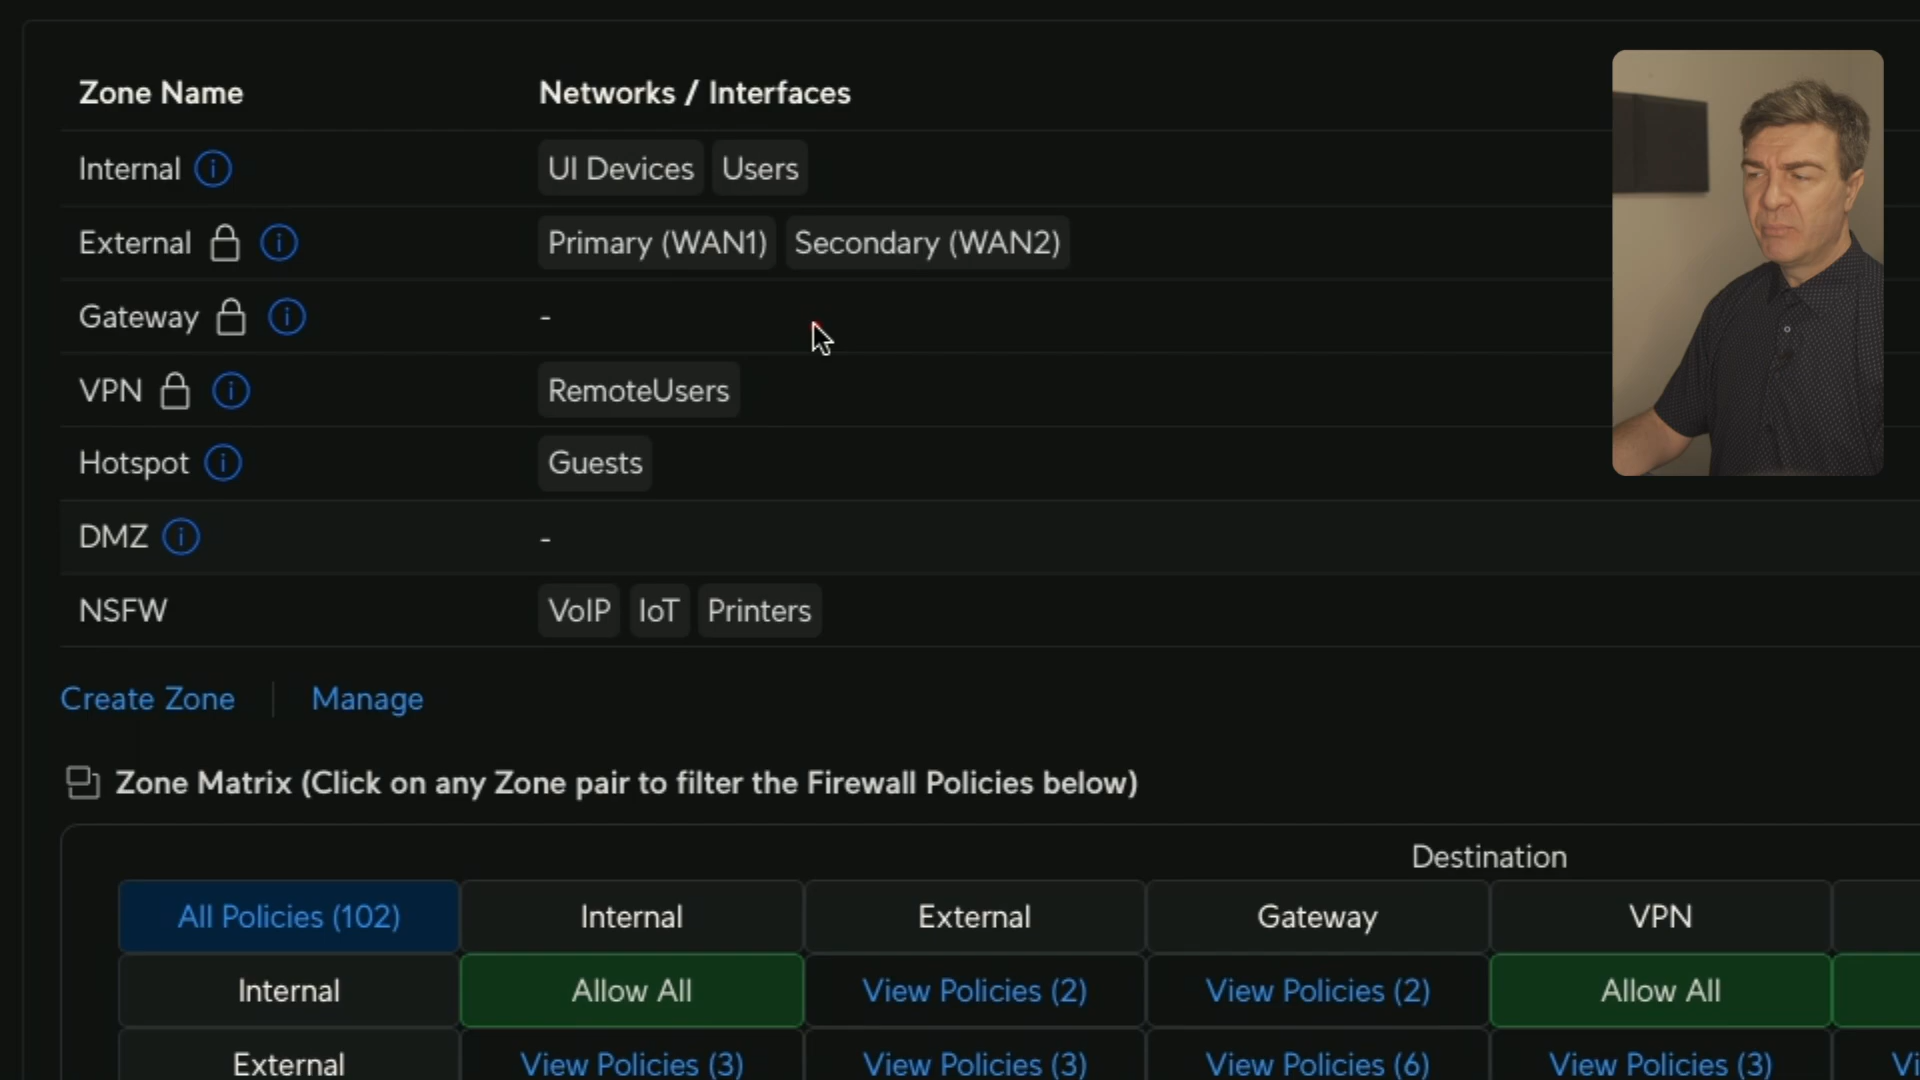 Zone Name Networks / Interfaces
Internal UI Devices Users
External Primary (WAN1) Secondary (WAN2)
Gateway -
VPN RemoteUsers
Hotspot Guests
DMZ -
NSFW VoIP IoT Printers
Create Zone Manage
Zone Matrix (Click on any Zone pair to filter the Firewall Policies below)
Destination
All Policies (102) Internal External Gateway VPN
Internal Allow All View Policies (2) View Policies (2) Allow All
External View Policies (3) View Policies (3) View Policies (6) View Policies (3)